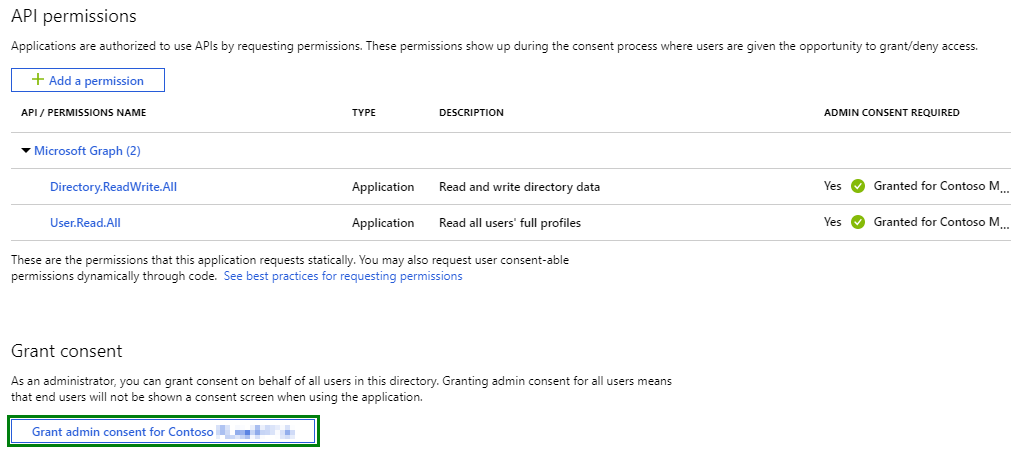 API permissions
Applications are authorized to use APIs by requesting permissions. These permissions show up during the consent process where users are given the opportunity to grant/deny access.
Add a permission
API / PERMISSIONS NAME TYPE DESCRIPTION ADMIN CONSENT REQUIRED
Microsoft Graph (2)
Directory.ReadWrite.All Application Read and write directory data Yes Granted for Contoso M...
User.Read.All Application Read all users' full profiles Yes Granted for Contoso M...
These are the permissions that this application requests statically. You may also request user consent-able
permissions dynamically through code. See best practices for requesting permissions
Grant consent
As an administrator, you can grant consent on behalf of all users in this directory. Granting admin consent for all users means
that end users will not be shown a consent screen when using the application.
Grant admin consent for Contoso